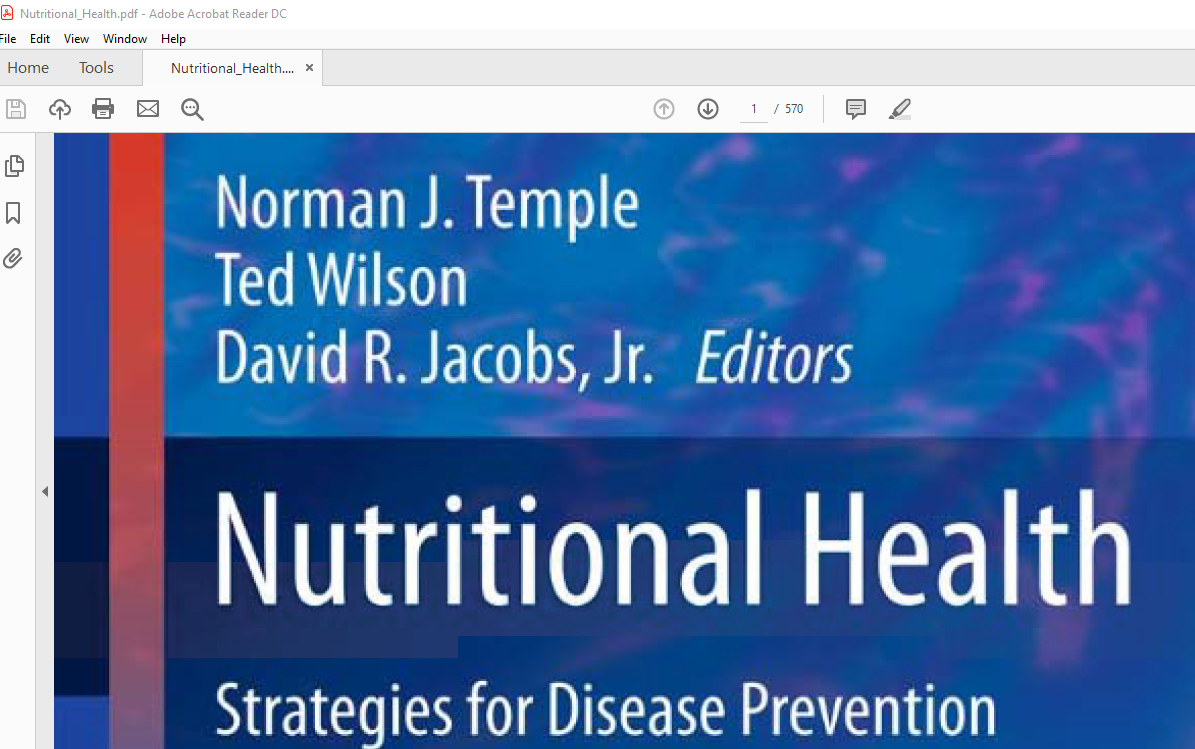 Nutritional_Health.pdf - Adobe Acrobat Reader DC
File Edit View Window Help
Home Tools Nutritional_Health.... ×
1 / 570
Norman J. Temple
Ted Wilson
David R. Jacobs, Jr. Editors
Nutritional Health
Strategies for Disease Prevention